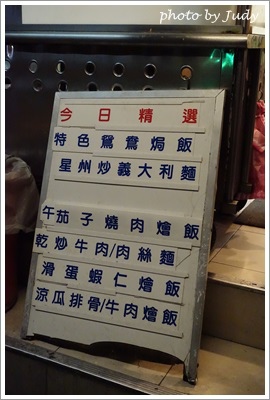 photo by Judy
今日精選
特色鴛鴦焗飯
星州炒義大利麵
午茄子燒肉燴飯
乾炒牛肉/肉絲麵
滑蛋蝦仁燴飯
涼瓜排骨/牛肉燴飯